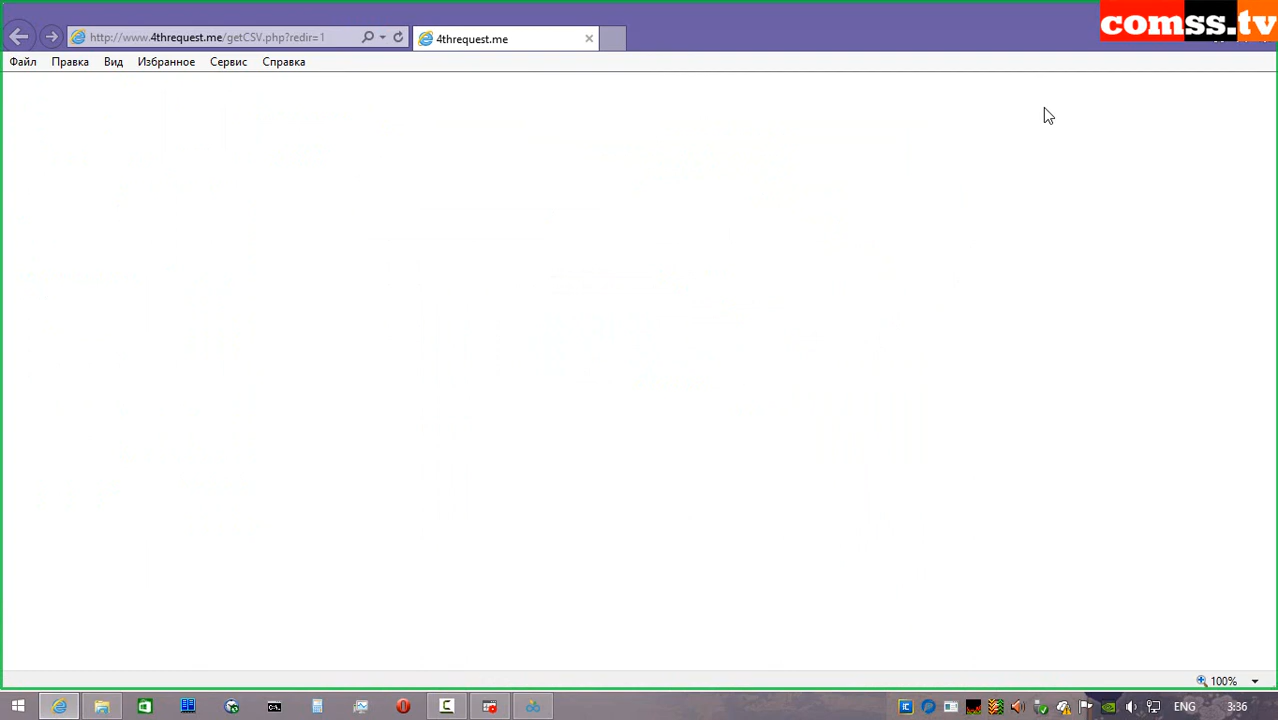 comss.tv
http://www.4threquest.me/getCSV.php?redir=1
4threquest.me
Файл Правка Вид Избранное Сервис Справка
100%
ENG 3:36